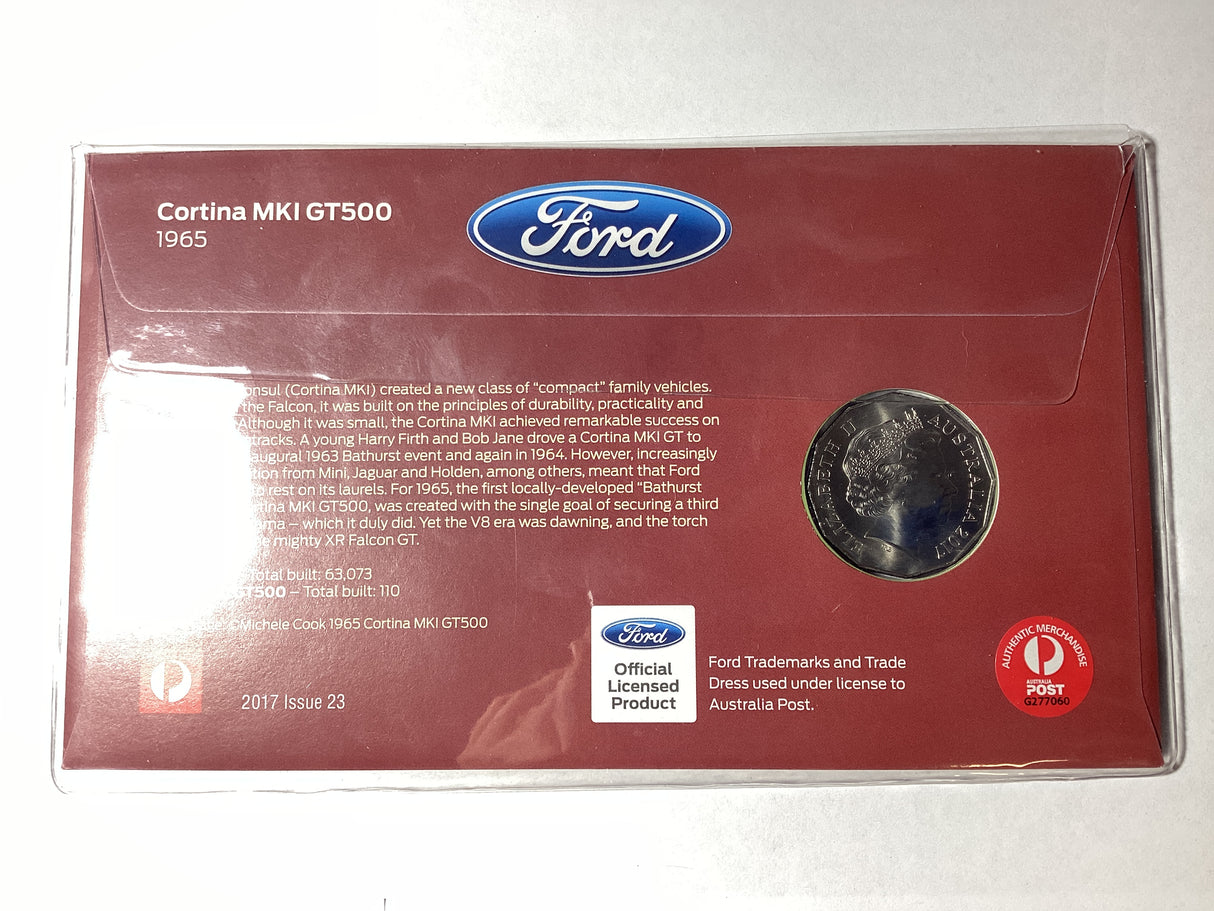 Cortina MKI GT500
1965
Ford
(Cortina MKI) created a new class of “compact” family vehicles.
the Falcon, it was built on the principles of durability, practicality and
Although it was small, the Cortina MKI achieved remarkable success on
tracks. A young Harry Firth and Bob Jane drove a Cortina MKI GT to
1963 Bathurst event and again in 1964. However, increasingly
from Mini, Jaguar and Holden, among others, meant that Ford
to rest on its laurels. For 1965, the first locally-developed “Bathurst
MKI GT500, was created with the single goal of securing a third
– which it duly did. Yet the V8 era was dawning, and the torch
mighty XR Falcon GT.
Total built: 63,073
GT500 – Total built: 110
©Michele Cook 1965 Cortina MKI GT500
2017 Issue 23
Ford
Official
Licensed
Product
Ford Trademarks and Trade
Dress used under license to
Australia Post.
ELIZABETH II AUSTRALIA 2017
AUTHENTIC MERCHANDISE
AUSTRALIA
POST
G277060